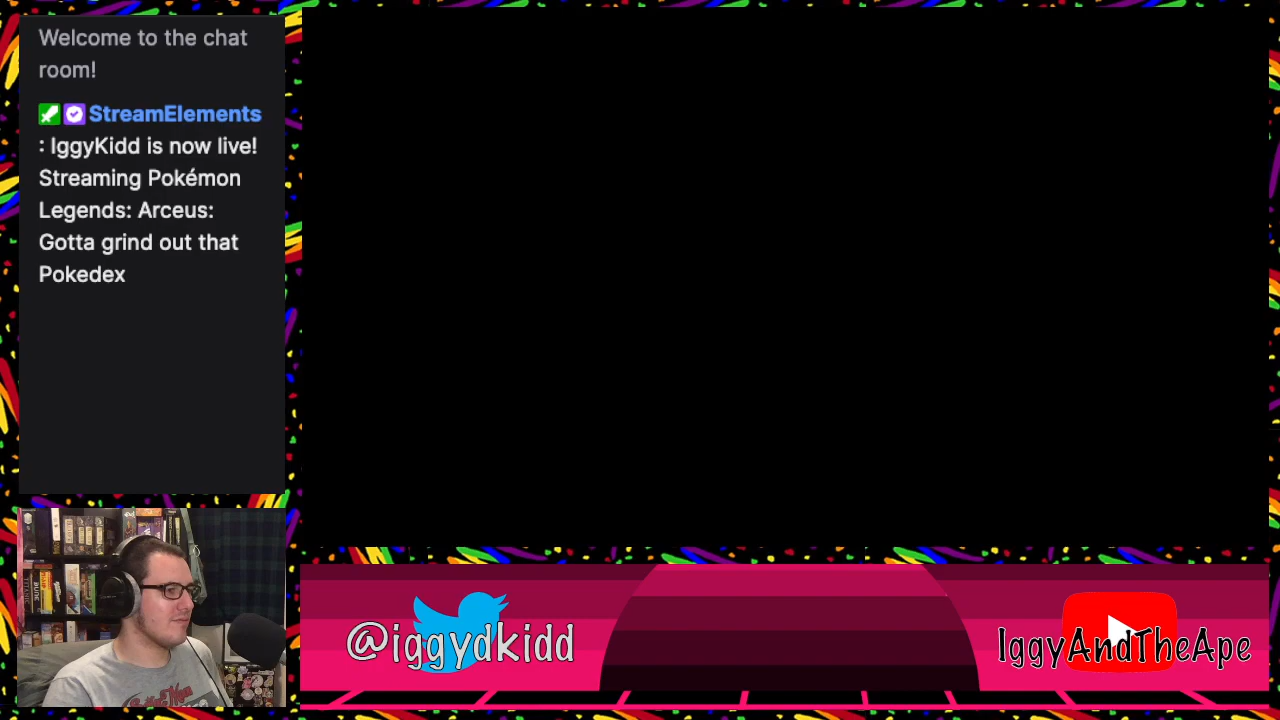 Welcome to the chat
room!
StreamElements
: IggyKidd is now live!
Streaming Pokémon
Legends: Arceus:
Gotta grind out that
Pokedex
@iggydkidd
IggyAndTheApe